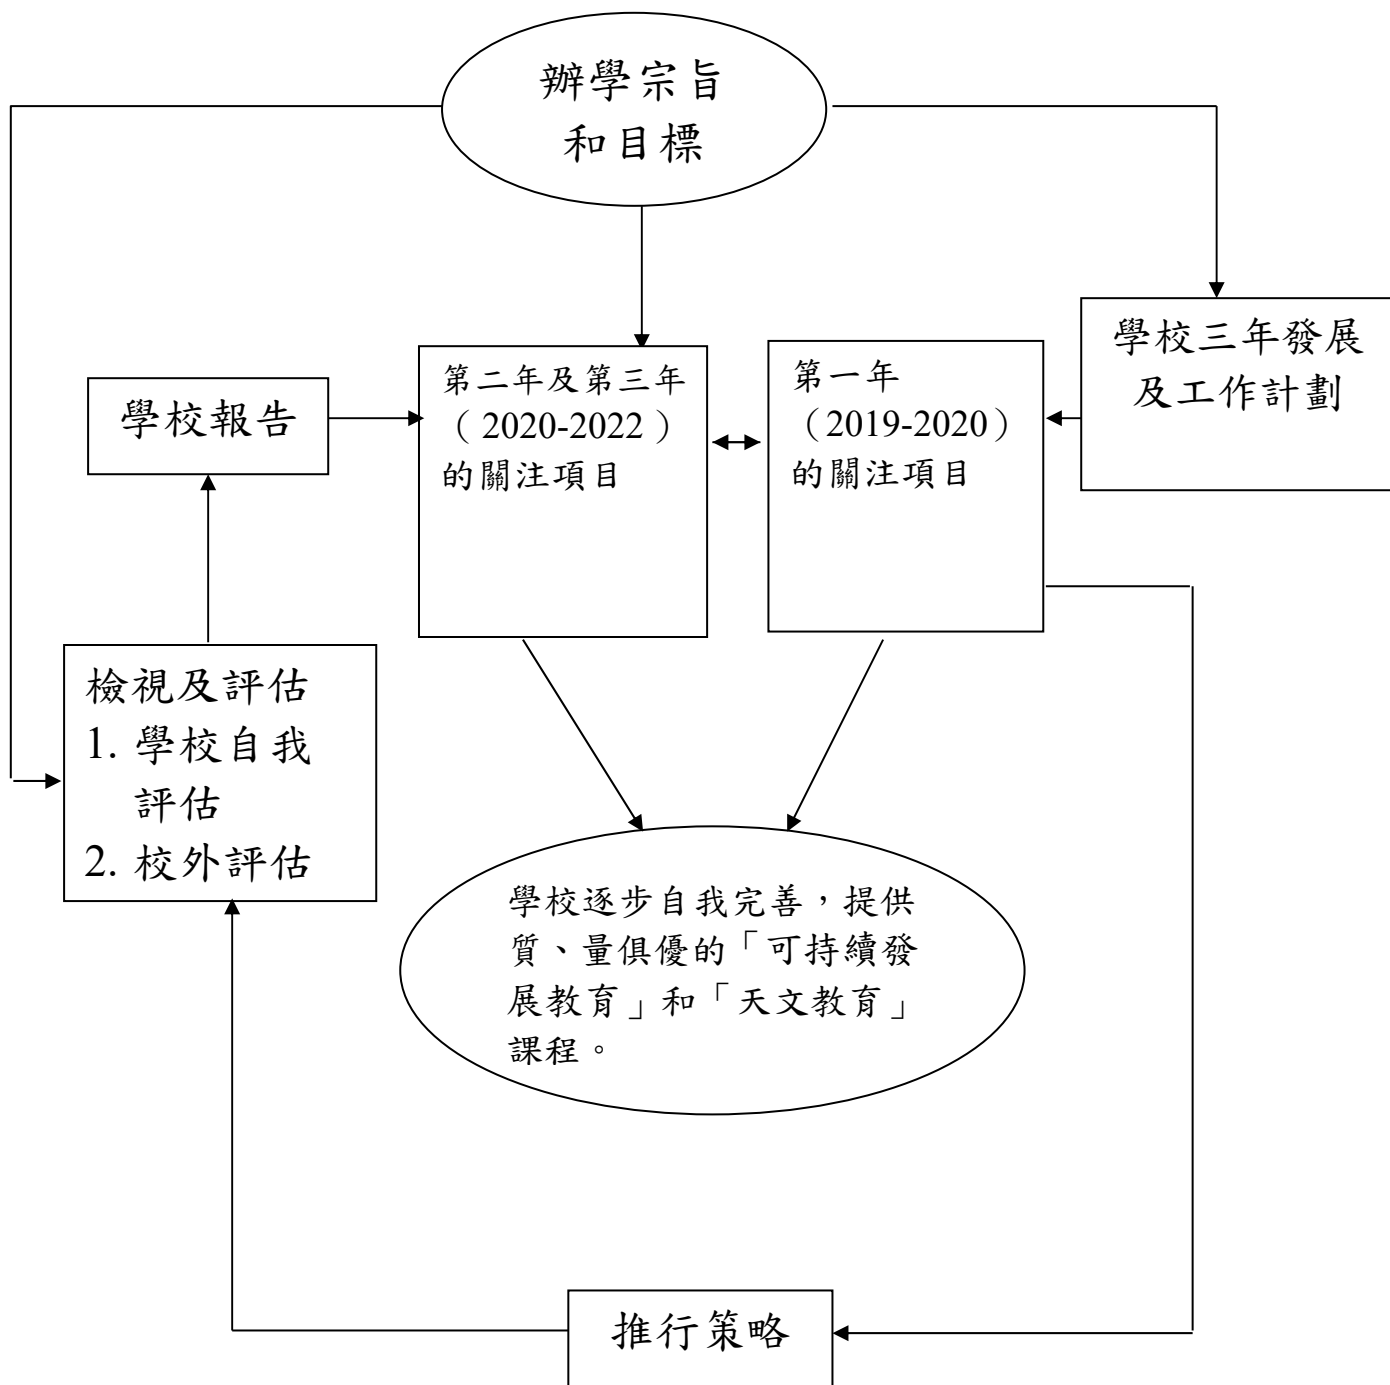 辦學宗旨
和目標
學校三年發展
及工作計劃
第一年
（2019-2020）
的關注項目
第二年及第三年
（2020-2022）
的關注項目
學校報告
檢視及評估
1. 學校自我
評估
2. 校外評估
學校逐步自我完善，提供
質、量俱優的「可持續發
展教育」和「天文教育」
課程。
推行策略